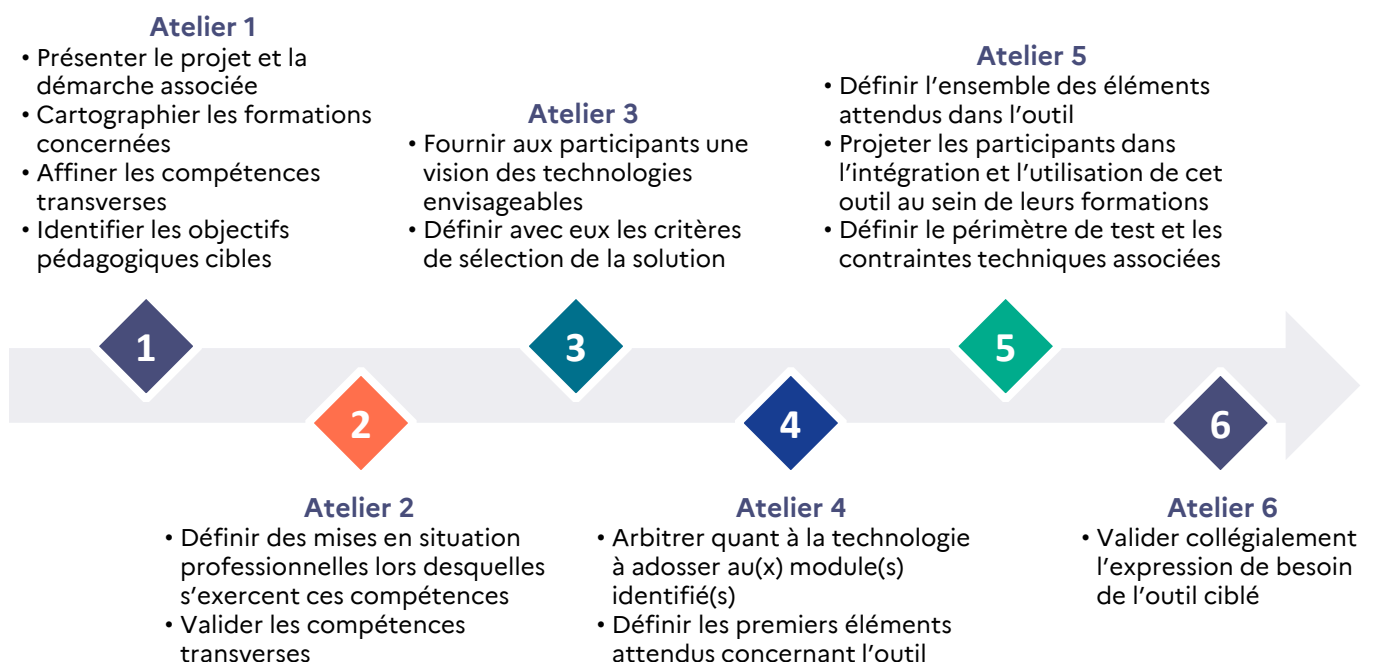 Atelier 1
• Présenter le projet et la
démarche associée
• Cartographier les formations
concernées
• Affiner les compétences
transverses
• Identifier les objectifs
pédagogiques cibles
Atelier 3
• Fournir aux participants une
vision des technologies
envisageables
• Définir avec eux les critères
de sélection de la solution
Atelier 5
• Définir l’ensemble des éléments
attendus dans l’outil
• Projeter les participants dans
l’intégration et l’utilisation de cet
outil au sein de leurs formations
• Définir le périmètre de test et les
contraintes techniques associées
1
2
3
4
5
6
Atelier 2
• Définir des mises en situation
professionnelles lors desquelles
s’exercent ces compétences
• Valider les compétences
transverses
Atelier 4
• Arbitrer quant à la technologie
à adosser au(x) module(s)
identifié(s)
• Définir les premiers éléments
attendus concernant l’outil
Atelier 6
• Valider collégialement
l’expression de besoin
de l’outil ciblé